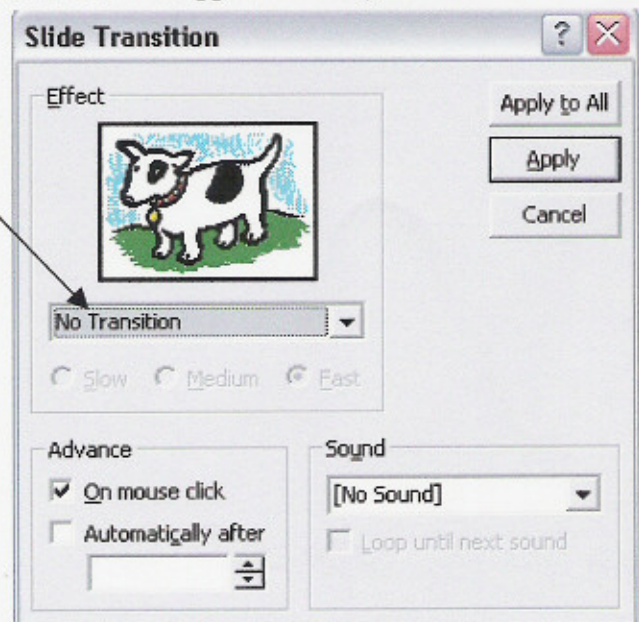 Slide Transition
Effect
Apply to All
Apply
Cancel
No Transition
Slow Medium Fast
Advance
On mouse click
Automatically after
Sound
[No Sound]
Loop until next sound